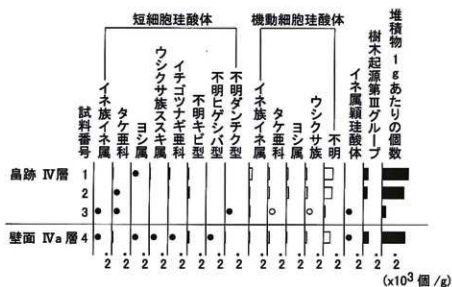 短細胞珪酸体 機動細胞珪酸体
試料番号
イネ族イネ属
タケ亜科
ヨシ属
ウシクサ族ススキ属
イチゴツナギ亜科
不明キビ型
不明ヒゲシバ型
不明ダンチク型
イネ族イネ属
タケ亜科
ヨシ属
ウシクサ族
不明
イネ属穎珪酸体
樹木起源第Ⅲグループ
堆積物1gあたりの個数
畠跡 Ⅳ層 1
2
3
壁面 Ⅳa層 4
.2 .2 .2 .2 .2 .2 .2 .2 .2 .2 .2 .2 .2 .2 .2 .2
(x10³ 個/g)